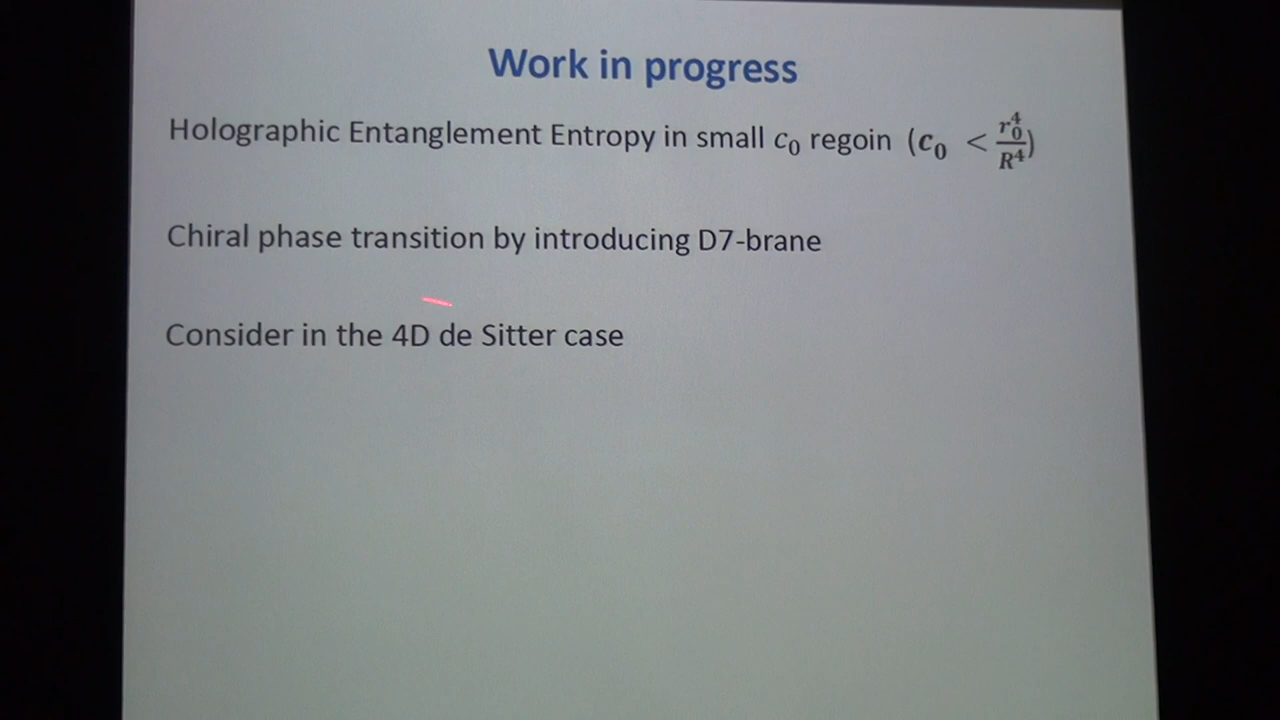 Work in progress
Holographic Entanglement Entropy in small c₀ regoin (c₀ < r₀⁴/R⁴)
Chiral phase transition by introducing D7-brane
Consider in the 4D de Sitter case